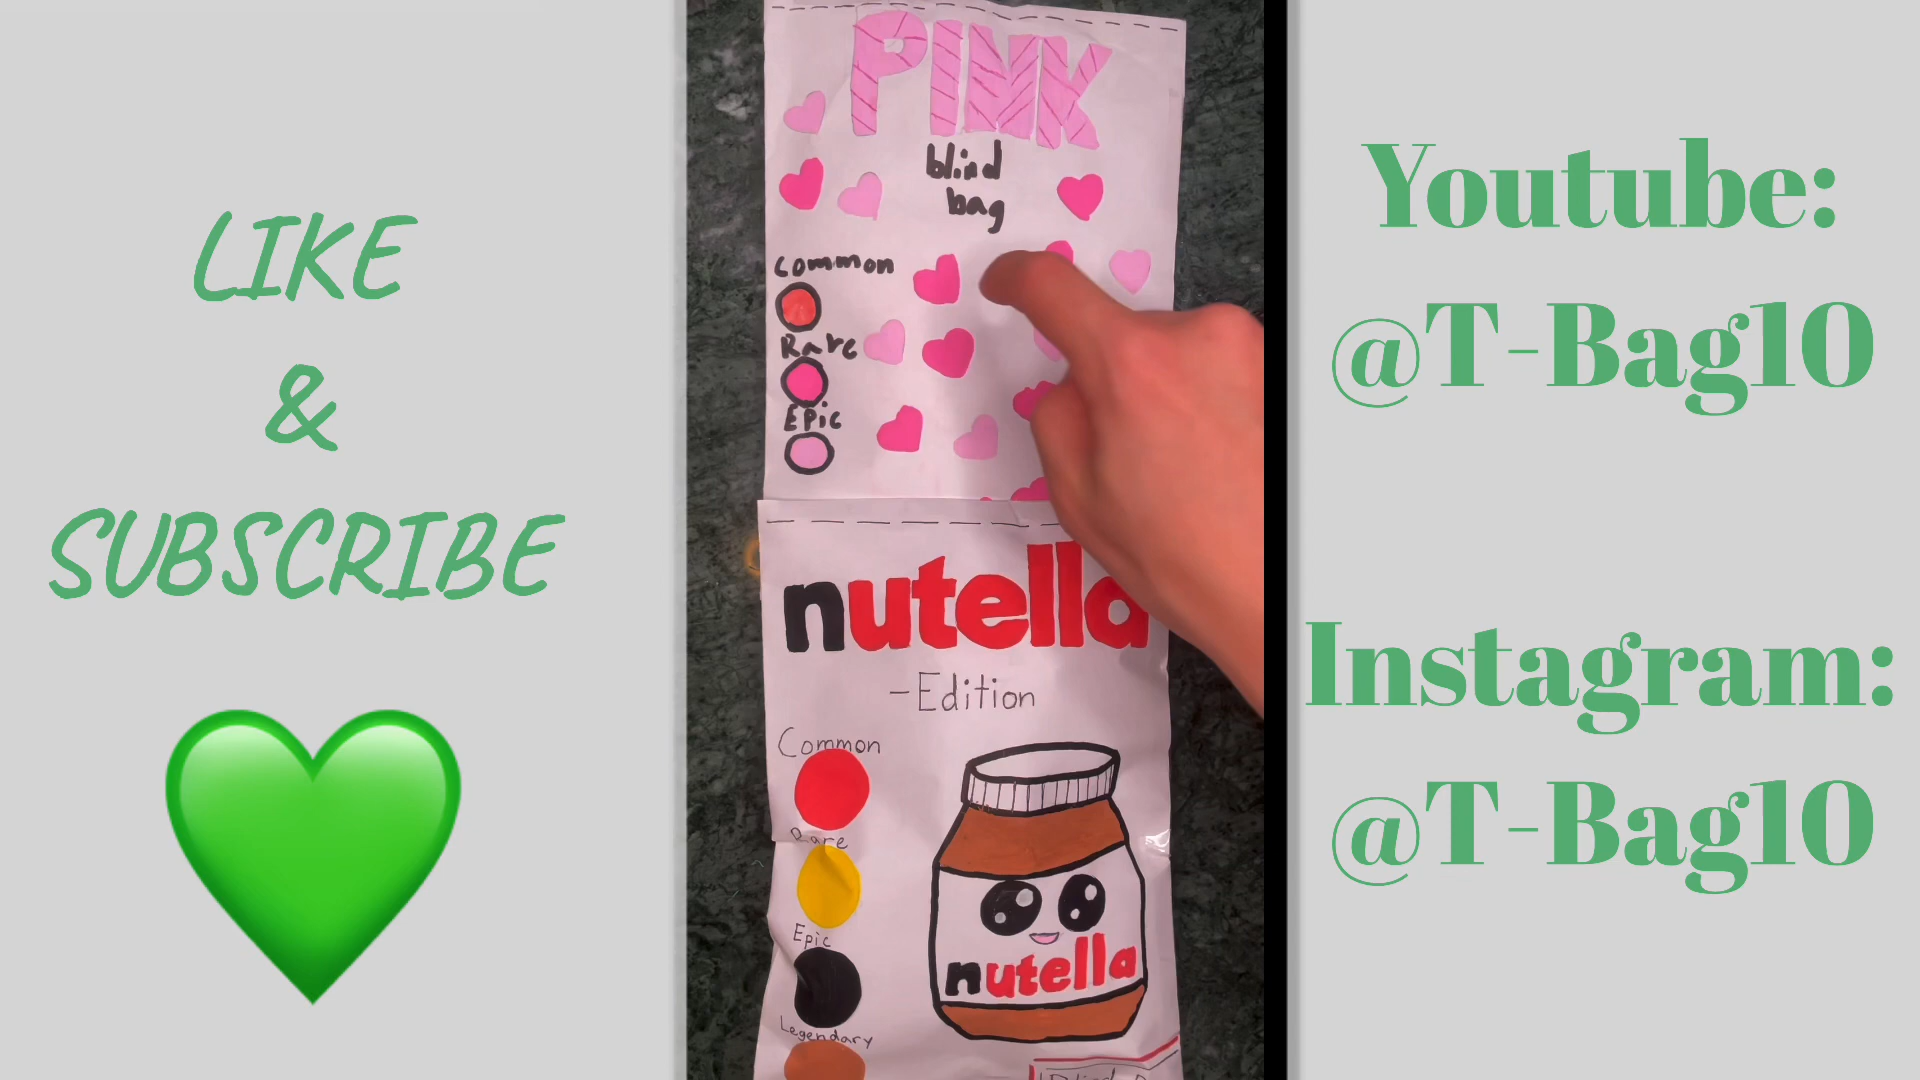 LIKE
&
SUBSCRIBE
PINK
blind
bag
Common
Rare
Epic
nutella
-Edition
Common
Rare
Epic
Legendary
nutella
Youtube:
@T-Bag10
Instagram:
@T-Bag10